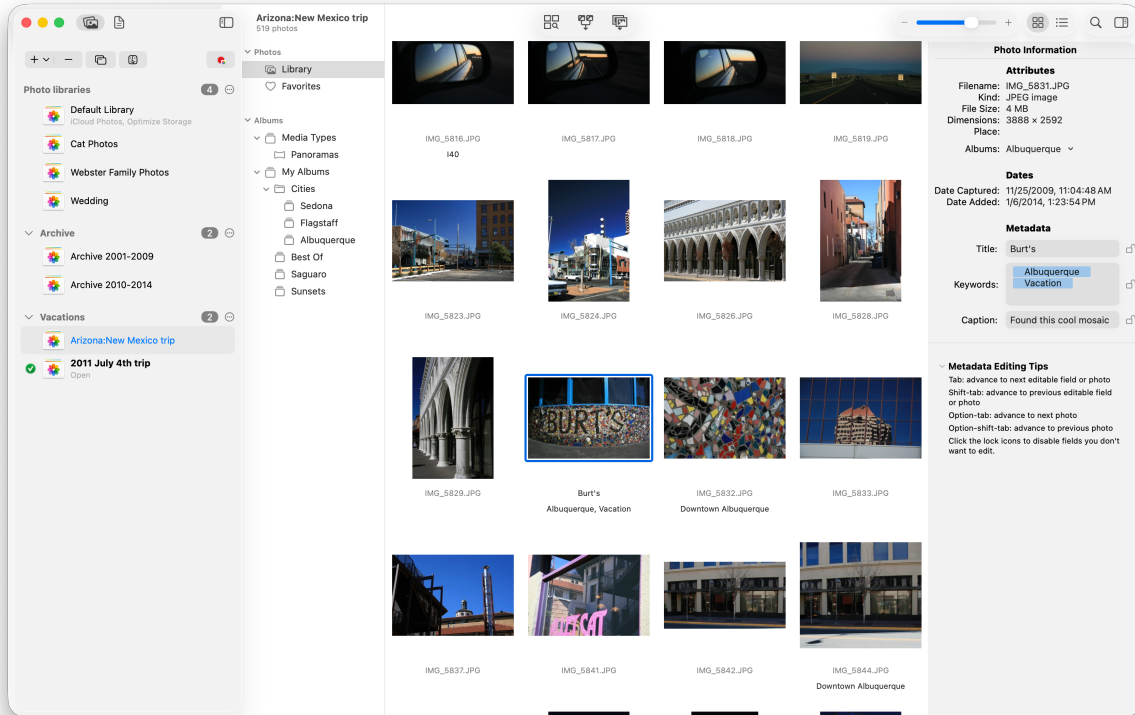 Photo libraries
4
Default Library
iCloud Photos, Optimize Storage
Cat Photos
Webster Family Photos
Wedding
Archive
2
Archive 2001-2009
Archive 2010-2014
Vacations
2
Arizona:New Mexico trip
2011 July 4th trip
Open
Arizona:New Mexico trip
519 photos
Photos
Library
Favorites
Albums
Media Types
Panoramas
My Albums
Cities
Sedona
Flagstaff
Albuquerque
Best Of
Saguaro
Sunsets
IMG_5816.JPG
I40
IMG_5817.JPG
IMG_5818.JPG
IMG_5819.JPG
IMG_5823.JPG
IMG_5824.JPG
IMG_5826.JPG
IMG_5828.JPG
IMG_5829.JPG
BURT'S
Burt's
Albuquerque, Vacation
IMG_5832.JPG
Downtown Albuquerque
IMG_5833.JPG
IMG_5837.JPG
IMG_5841.JPG
IMG_5842.JPG
IMG_5844.JPG
Downtown Albuquerque
Photo Information
Attributes
Filename: IMG_5831.JPG
Kind: JPEG image
File Size: 4 MB
Dimensions: 3888 × 2592
Place:
Albums: Albuquerque
Dates
Date Captured: 11/25/2009, 11:04:48 AM
Date Added: 1/6/2014, 1:23:54 PM
Metadata
Title: Burt's
Keywords: Albuquerque
Vacation
Caption: Found this cool mosaic
Metadata Editing Tips
Tab: advance to next editable field or photo
Shift-tab: advance to previous editable field
or photo
Option-tab: advance to next photo
Option-shift-tab: advance to previous photo
Click the lock icons to disable fields you don't
want to edit.